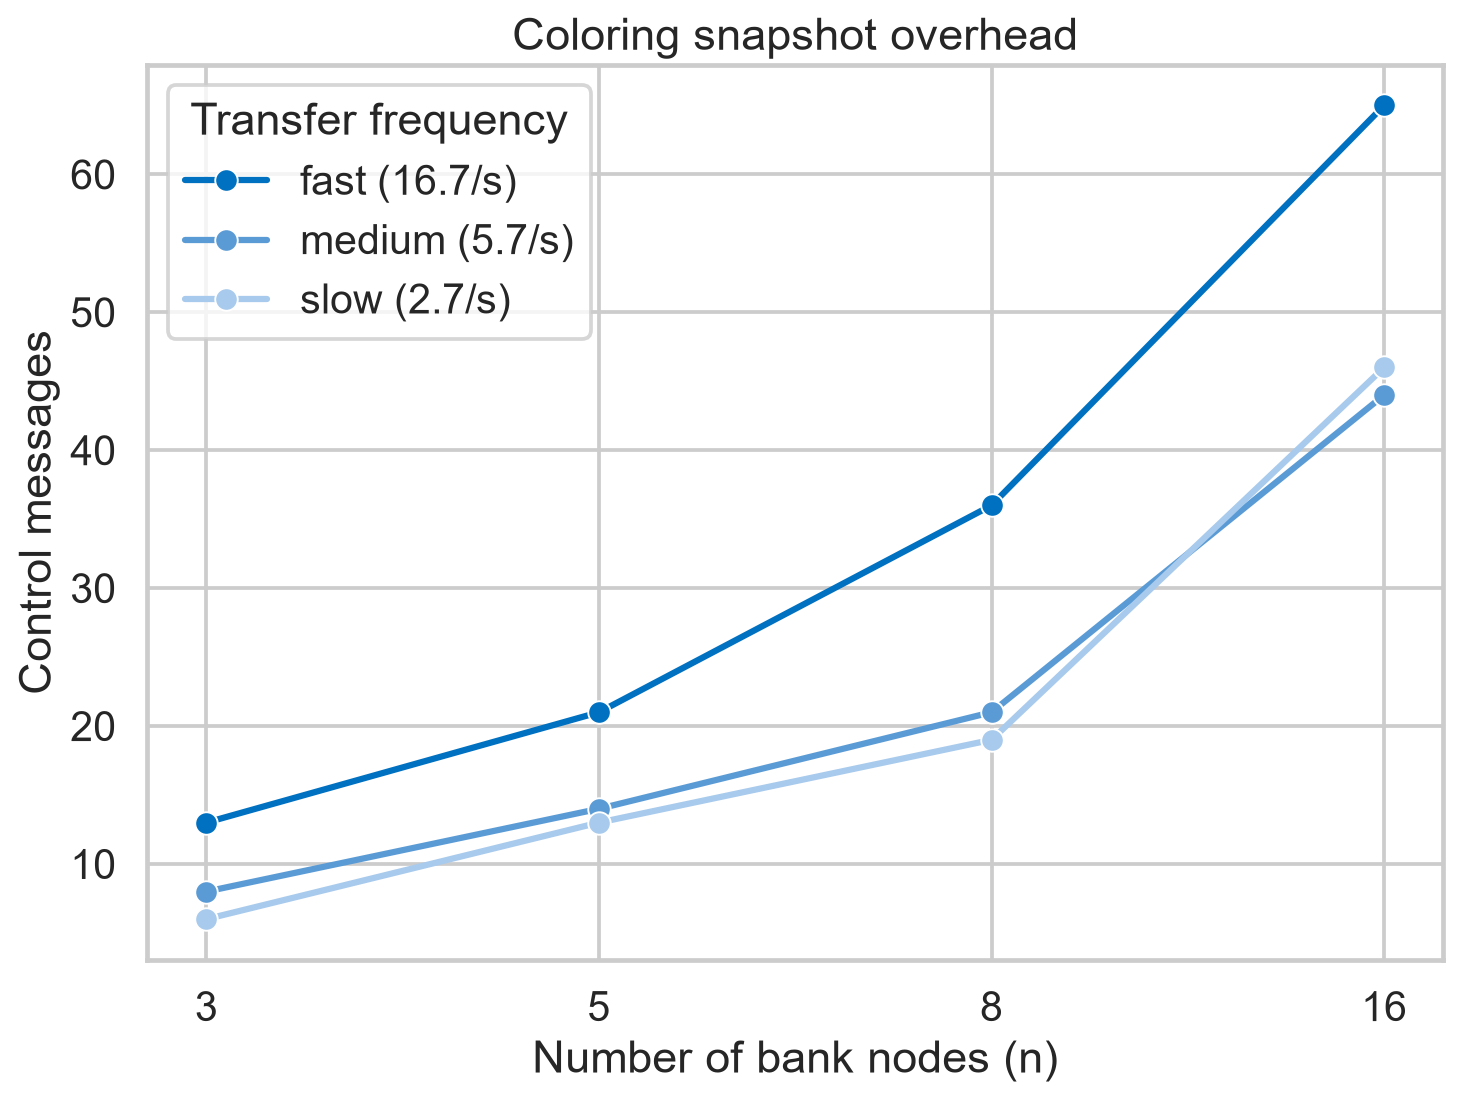 Coloring snapshot overhead
Transfer frequency
fast (16.7/s)
medium (5.7/s)
slow (2.7/s)
Control messages
60
50
40
30
20
10
3 5 8 16
Number of bank nodes (n)